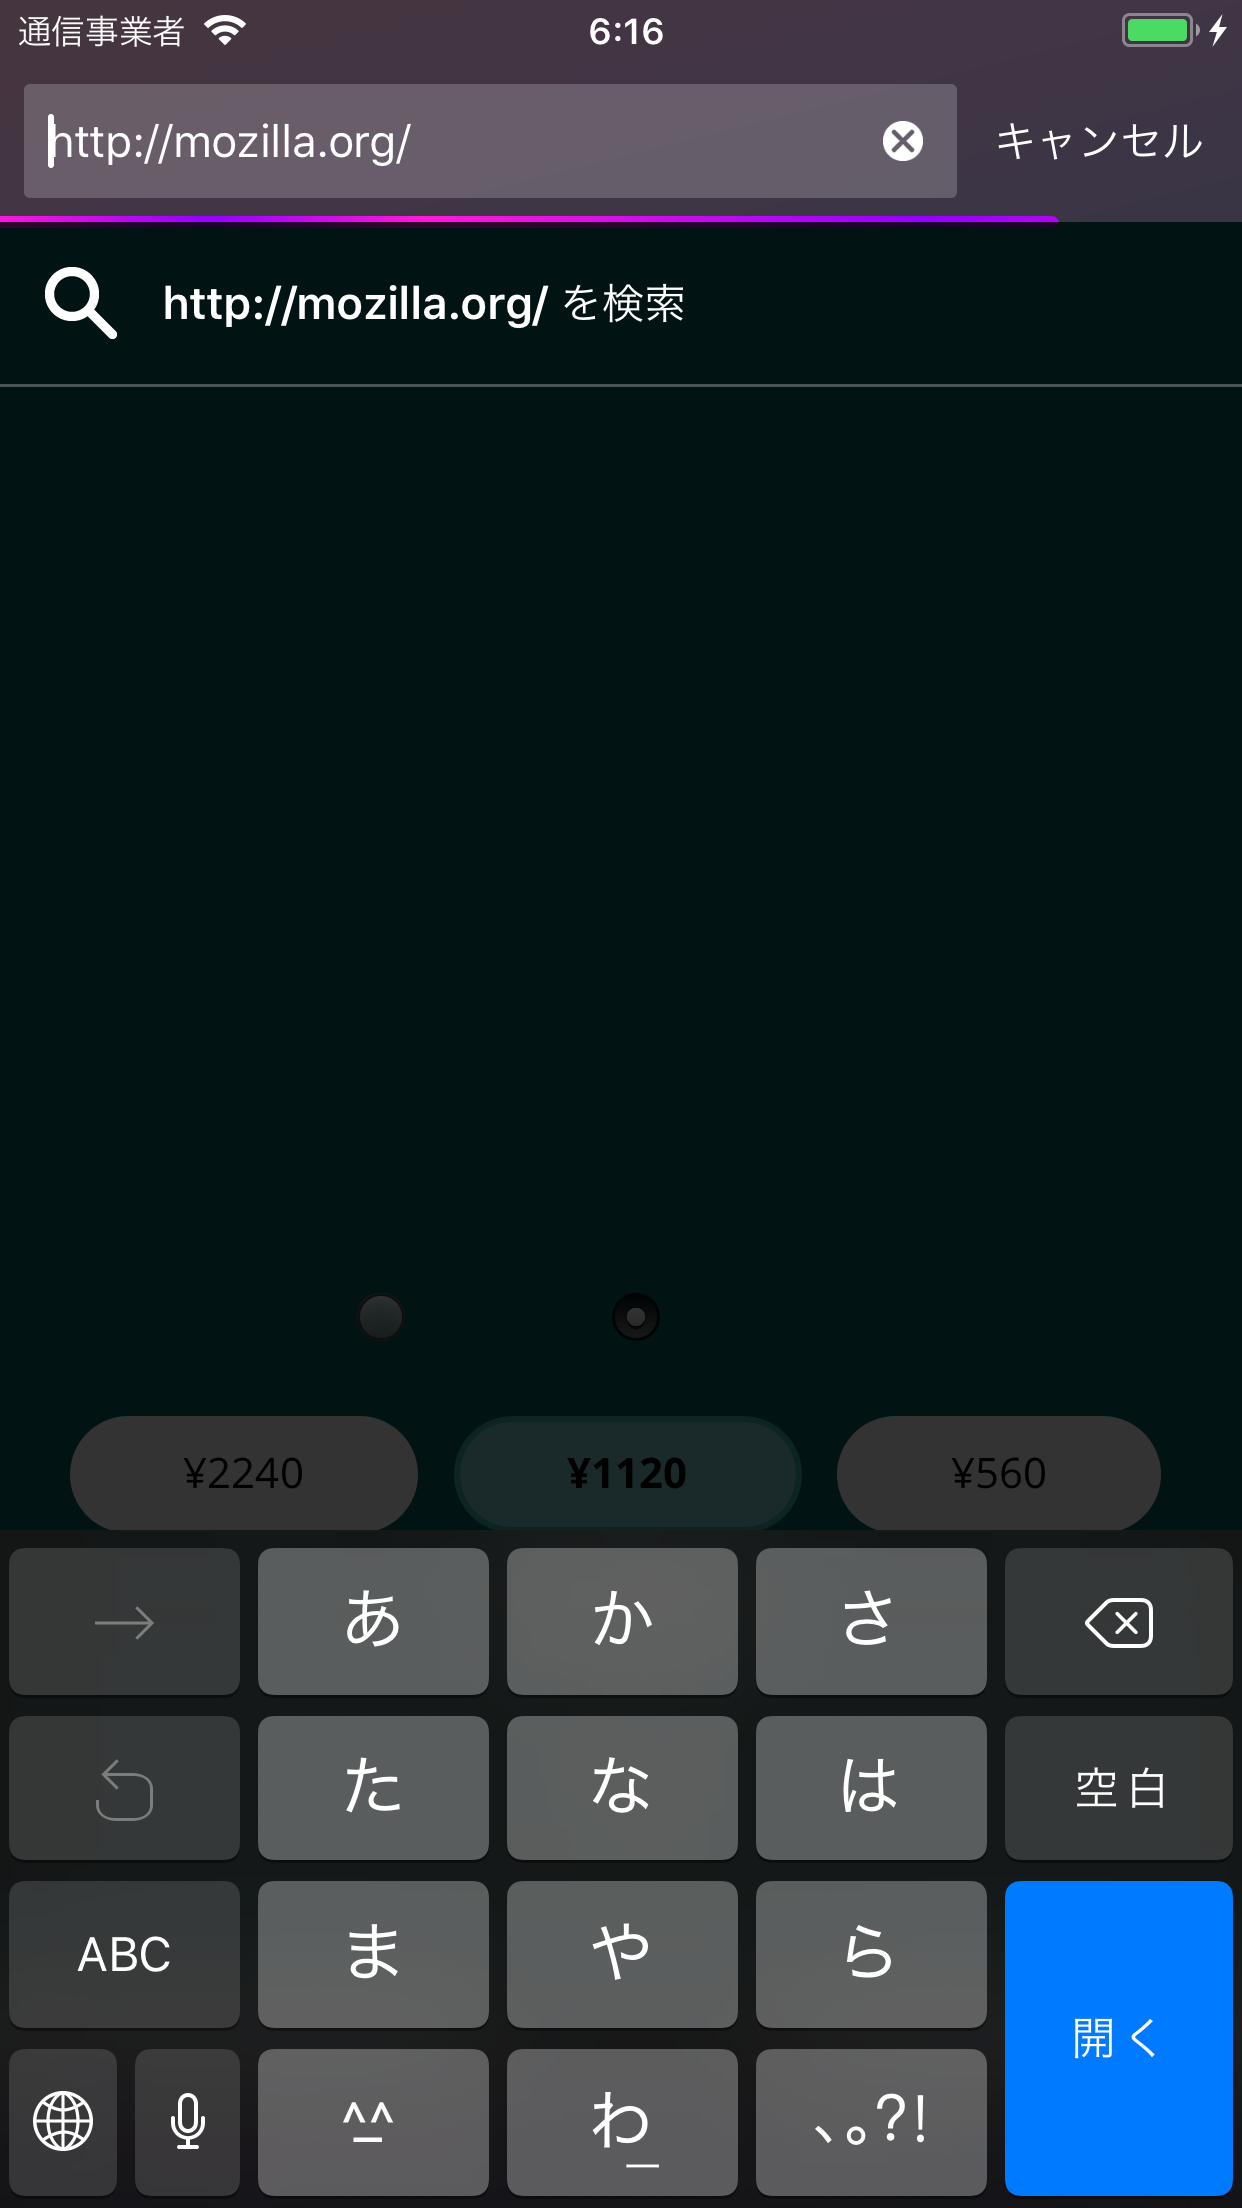 通信事業者 6:16
http://mozilla.org/ キャンセル
http://mozilla.org/ を検索
¥2240 ¥1120 ¥560
あ か さ
た な は 空白
ABC ま や ら
開く
^^ わ 、。?!